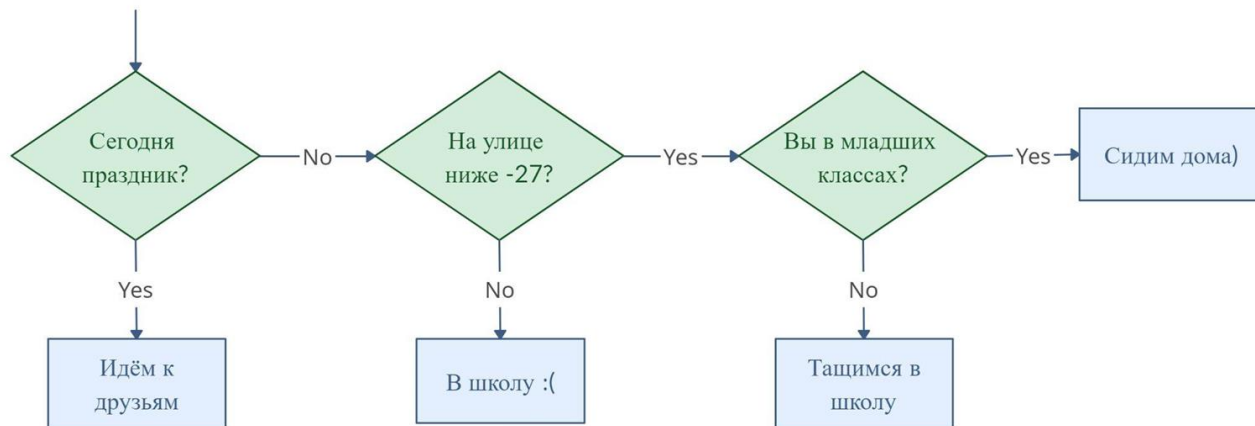 Сегодня
праздник?
No
На улице
ниже -27?
Yes
Вы в младших
классах?
Yes
Сидим дома)
Yes
No
No
Идём к
друзьям
В школу :(
Тащимся в
школу